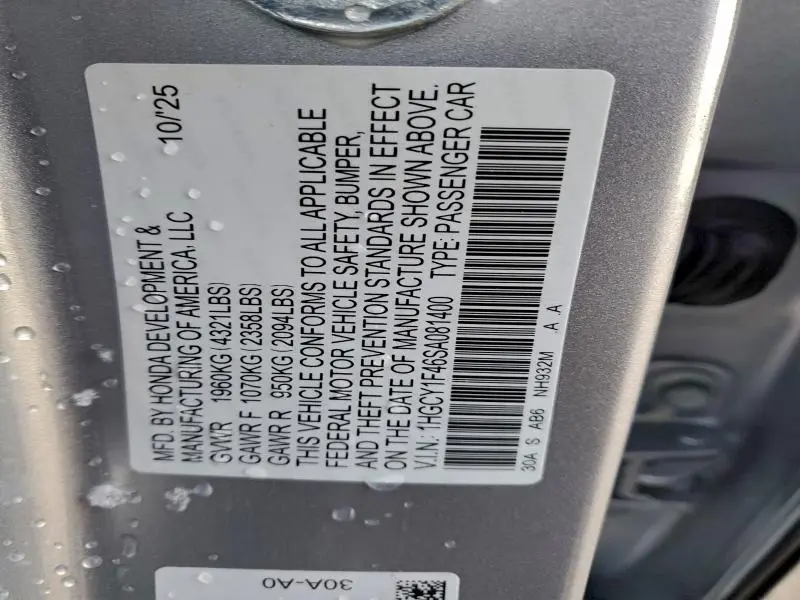 MFD. BY HONDA DEVELOPMENT & 10/'25
MANUFACTURING OF AMERICA, LLC
GVWR 1960KG (4321LBS)
GAWR F 1070KG (2358LBS)
GAWR R 950KG (2094LBS)
THIS VEHICLE CONFORMS TO ALL APPLICABLE
FEDERAL MOTOR VEHICLE SAFETY, BUMPER,
AND THEFT PREVENTION STANDARDS IN EFFECT
ON THE DATE OF MANUFACTURE SHOWN ABOVE.
V.I.N.: 1HGCY1F46SA081400 TYPE: PASSENGER CAR
30A S AB6 NH932M A A
30A-A0